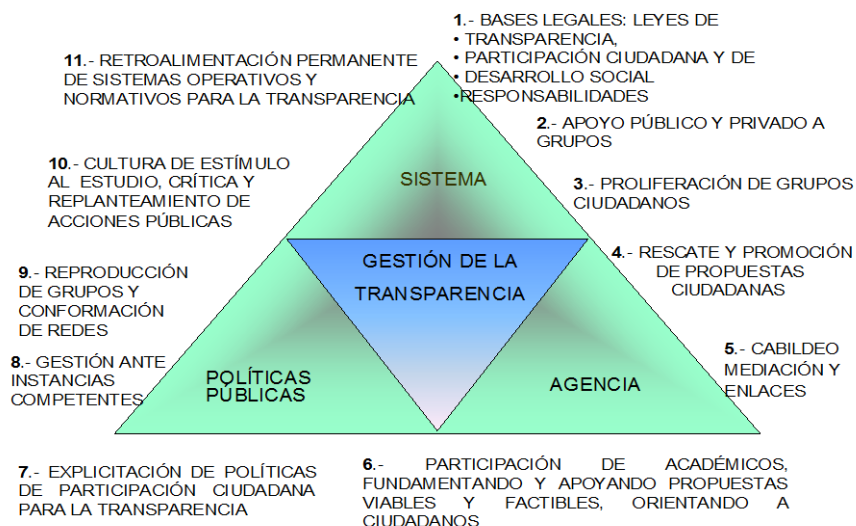 1.- BASES LEGALES: LEYES DE
• TRANSPARENCIA,
• PARTICIPACIÓN CIUDADANA Y DE
• DESARROLLO SOCIAL
•RESPONSABILIDADES
2.- APOYO PÚBLICO Y PRIVADO A
GRUPOS
3.- PROLIFERACIÓN DE GRUPOS
CIUDADANOS
4.- RESCATE Y PROMOCIÓN
DE PROPUESTAS
CIUDADANAS
5.- CABILDEO
MEDIACIÓN Y
ENLACES
6.- PARTICIPACIÓN DE ACADÉMICOS,
FUNDAMENTANDO Y APOYANDO PROPUESTAS
VIABLES Y FACTIBLES, ORIENTANDO A
CIUDADANOS
7.- EXPLICITACIÓN DE POLÍTICAS
DE PARTICIPACIÓN CIUDADANA
PARA LA TRANSPARENCIA
8.- GESTIÓN ANTE
INSTANCIAS
COMPETENTES
9.- REPRODUCCIÓN
DE GRUPOS Y
CONFORMACIÓN
DE REDES
10.- CULTURA DE ESTÍMULO
AL ESTUDIO, CRÍTICA Y
REPLANTEAMIENTO DE
ACCIONES PÚBLICAS
11.- RETROALIMENTACIÓN PERMANENTE
DE SISTEMAS OPERATIVOS Y
NORMATIVOS PARA LA TRANSPARENCIA
SISTEMA
GESTIÓN DE LA
TRANSPARENCIA
POLÍTICAS
PÚBLICAS
AGENCIA